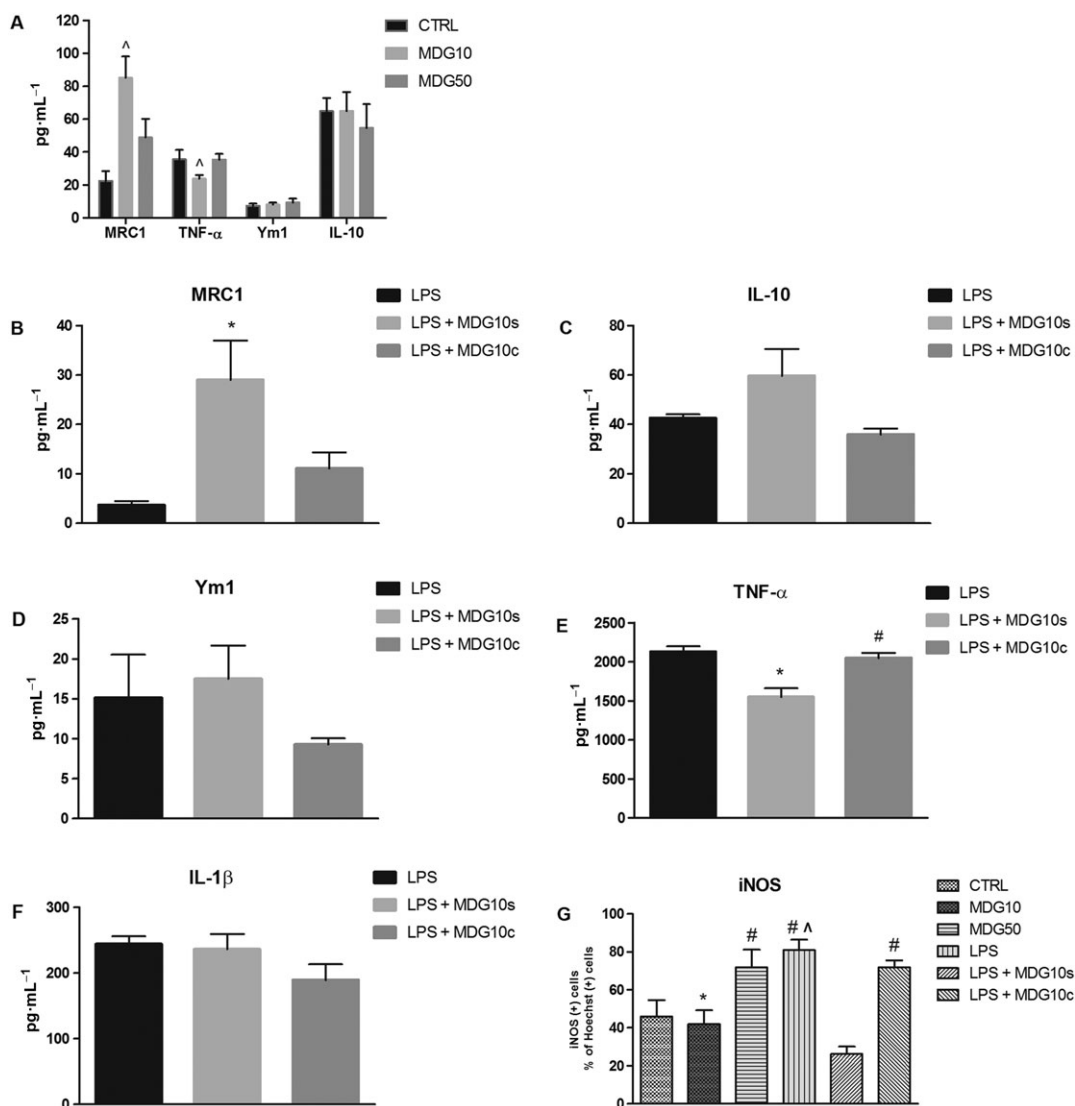 A
CTRL
MDG10
MDG50
pg·mL⁻¹
120
100
80
60
40
20
0
^
^
MRC1 TNF-α Ym1 IL-10
B
MRC1
LPS
LPS + MDG10s
LPS + MDG10c
pg·mL⁻¹
40
30
20
10
0
*
C
IL-10
LPS
LPS + MDG10s
LPS + MDG10c
pg·mL⁻¹
80
60
40
20
0
D
Ym1
LPS
LPS + MDG10s
LPS + MDG10c
pg·mL⁻¹
25
20
15
10
5
0
E
TNF-α
LPS
LPS + MDG10s
LPS + MDG10c
pg·mL⁻¹
2500
2000
1500
1000
500
0
*
#
F
IL-1β
LPS
LPS + MDG10s
LPS + MDG10c
pg·mL⁻¹
300
200
100
0
G
iNOS
CTRL
MDG10
MDG50
LPS
LPS + MDG10s
LPS + MDG10c
iNOS (+) cells
% of Hoechst (+) cells
100
80
60
40
20
0
*
#
# ^
#